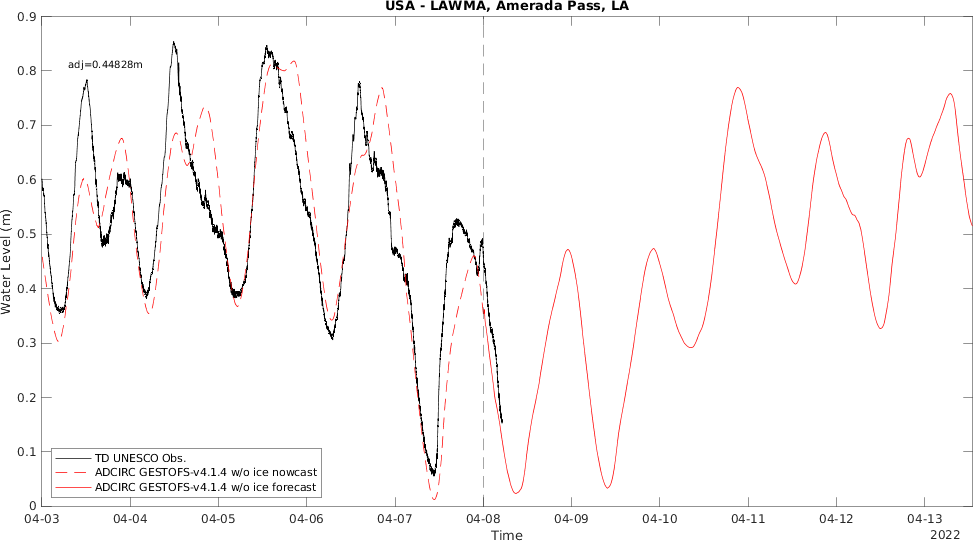 USA - LAWMA, Amerada Pass, LA
0.9
0.8
0.7
0.6
0.5
0.4
0.3
0.2
0.1
0
Water Level (m)
adj=0.44828m
TD UNESCO Obs.
ADCIRC GESTOFS-v4.1.4 w/o ice nowcast
ADCIRC GESTOFS-v4.1.4 w/o ice forecast
04-03 04-04 04-05 04-06 04-07 04-08 04-09 04-10 04-11 04-12 04-13
Time
2022